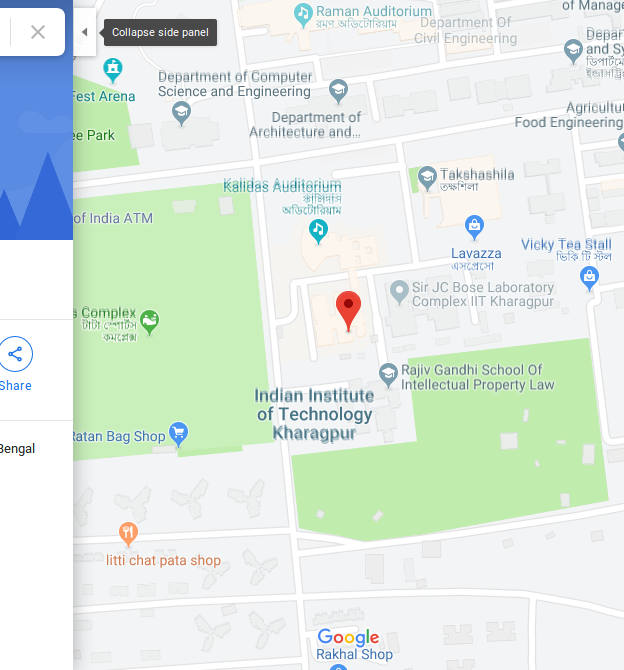 Collapse side panel
Raman Auditorium
রমণ অডিটোরিয়াম
Department Of
Civil Engineering
of Manage
Depar
and Sy
ডিপার্টমে
Fest Arena
Department of Computer
Science and Engineering
Department of
Architecture and...
Agricultu
Food Engineering
ee Park
Takshashila
তক্ষশিলা
Kalidas Auditorium
কালিদাস
অডিটোরিয়াম
of India ATM
Lavazza
এসপ্রেসো
Vicky Tea Stall
ভিকি টি স্টল
Sir JC Bose Laboratory
Complex IIT Kharagpur
s Complex
টাটা স্পোর্টস
কমপ্লেক্স
Share
Rajiv Gandhi School Of
Intellectual Property Law
Indian Institute
of Technology
Kharagpur
Ratan Bag Shop
Bengal
litti chat pata shop
Google
Rakhal Shop